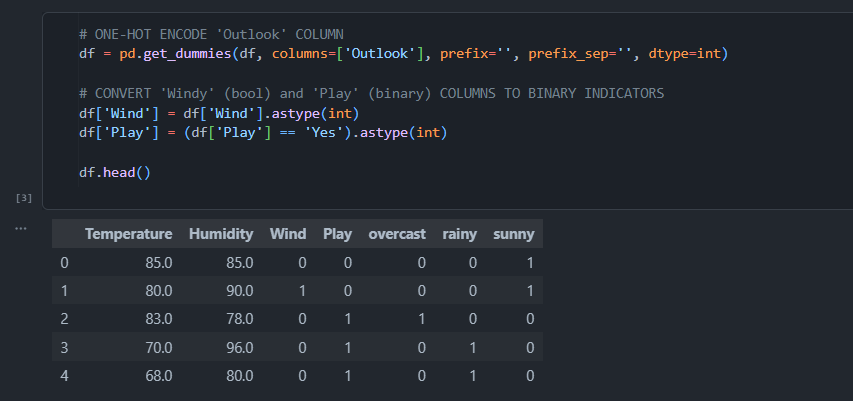 # ONE-HOT ENCODE 'Outlook' COLUMN
df = pd.get_dummies(df, columns=['Outlook'], prefix='', prefix_sep='', dtype=int)
# CONVERT 'Windy' (bool) and 'Play' (binary) COLUMNS TO BINARY INDICATORS
df['Wind'] = df['Wind'].astype(int)
df['Play'] = (df['Play'] == 'Yes').astype(int)
df.head()
[3]
...
Temperature Humidity Wind Play overcast rainy sunny
0 85.0 85.0 0 0 0 0 1
1 80.0 90.0 1 0 0 0 1
2 83.0 78.0 0 1 1 0 0
3 70.0 96.0 0 1 0 1 0
4 68.0 80.0 0 1 0 1 0